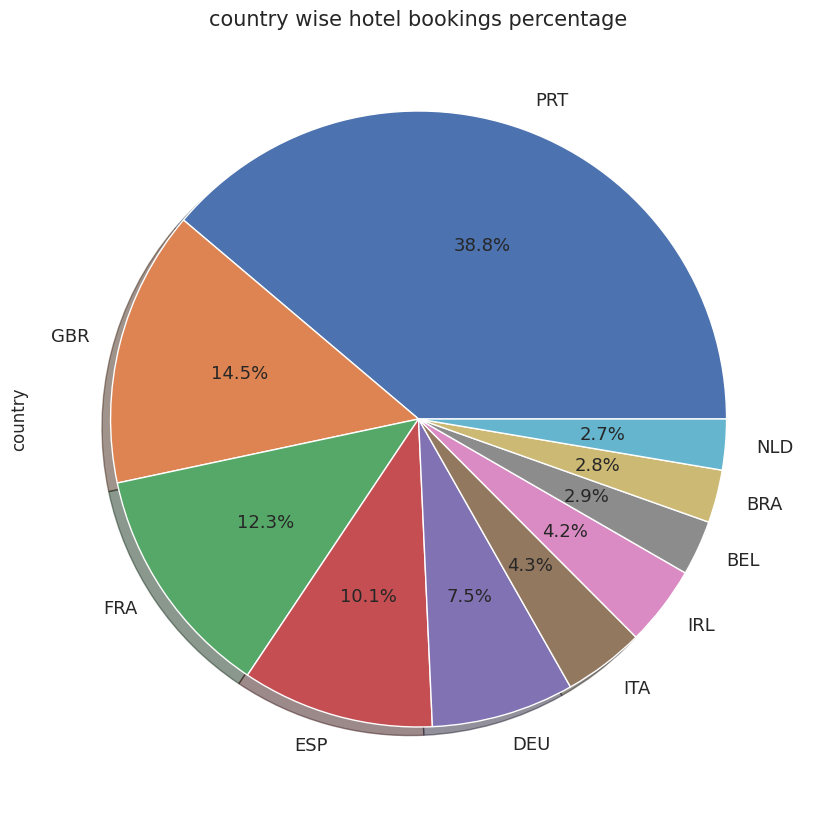 country wise hotel bookings percentage
PRT
38.8%
GBR
14.5%
country
2.7%
NLD
2.8%
BRA
2.9%
BEL
12.3%
4.2%
4.3%
IRL
10.1%
7.5%
FRA
ITA
ESP
DEU